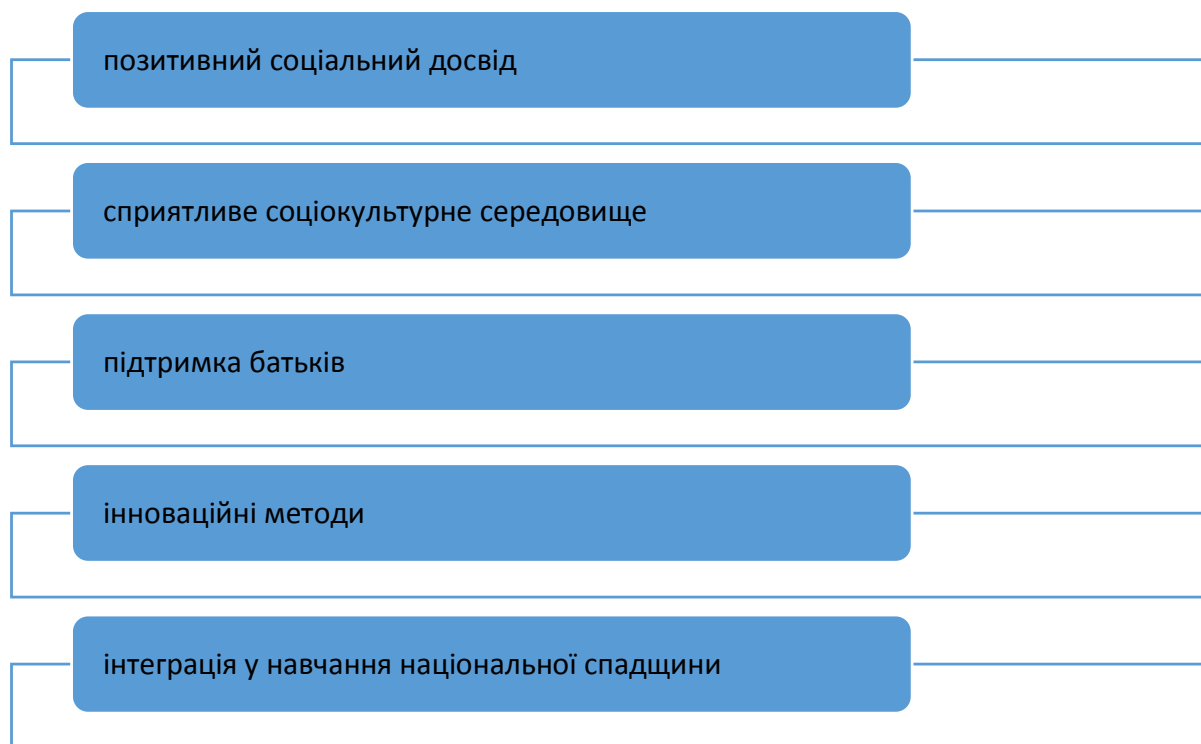 позитивний соціальний досвід
сприятливе соціокультурне середовище
підтримка батьків
інноваційні методи
інтеграція у навчання національної спадщини